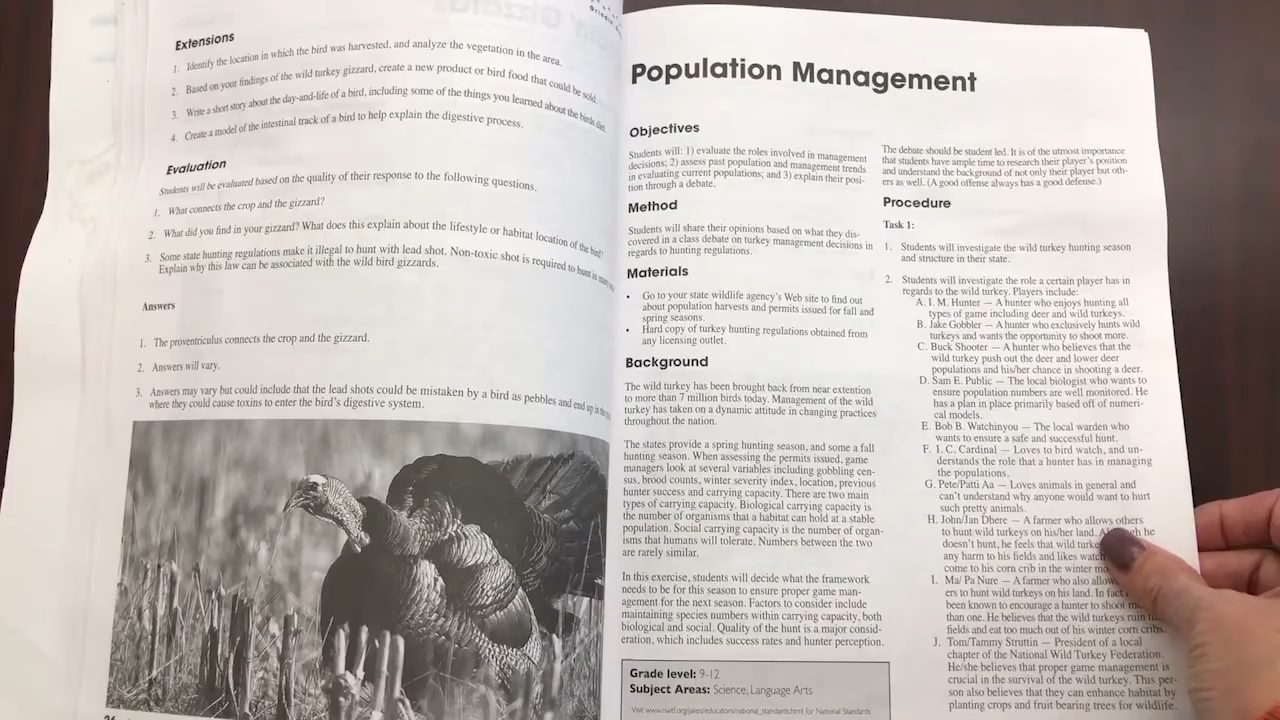 Extensions
1. Identify the location in which the bird was harvested, and analyze the vegetation in the area.
2. Based on your findings of the wild turkey gizzard, create a new product or bird food that could be sold.
3. Write a short story about the day-and-life of a bird, including some of the things you learned about the birds diet.
4. Create a model of the intestinal track of a bird to help explain the digestive process.
Evaluation
Students will be evaluated based on the quality of their response to the following questions.
1. What connects the crop and the gizzard?
2. What did you find in your gizzard? What does this explain about the lifestyle or habitat location of the bird?
3. Some state hunting regulations make it illegal to hunt with lead shot. Non-toxic shot is required to hunt in many
Explain why this law can be associated with the wild bird gizzards.
Answers
1. The proventriculus connects the crop and the gizzard.
2. Answers will vary.
3. Answers may vary but could include that the lead shots could be mistaken by a bird as pebbles and end up in the
where they could cause toxins to enter the bird's digestive system.
26
Population Management
Objectives
Students will: 1) evaluate the roles involved in management
decisions; 2) assess past population and management trends
in evaluating current populations; and 3) explain their posi-
tion through a debate.
Method
Students will share their opinions based on what they dis-
covered in a class debate on turkey management decisions in
regards to hunting regulations.
Materials
• Go to your state wildlife agency's Web site to find out
about population harvests and permits issued for fall and
spring seasons.
• Hard copy of turkey hunting regulations obtained from
any licensing outlet.
Background
The wild turkey has been brought back from near extention
to more than 7 million birds today. Management of the wild
turkey has taken on a dynamic attitude in changing practices
throughout the nation.
The states provide a spring hunting season, and some a fall
hunting season. When assessing the permits issued, game
managers look at several variables including gobbling cen-
sus, brood counts, winter severity index, location, previous
hunter success and carrying capacity. There are two main
types of carrying capacity. Biological carrying capacity is
the number of organisms that a habitat can hold at a stable
population. Social carrying capacity is the number of organ-
isms that humans will tolerate. Numbers between the two
are rarely similar.
In this exercise, students will decide what the framework
needs to be for this season to ensure proper game man-
agement for the next season. Factors to consider include
maintaining species numbers within carrying capacity, both
biological and social. Quality of the hunt is a major consid-
eration, which includes success rates and hunter perception.
Grade level: 9-12
Subject Areas: Science, Language Arts
Visit www.nwtf.org/jakes/educators/national_standards.html for National Standards
The debate should be student led. It is of the utmost importance
that students have ample time to research their player's position
and understand the background of not only their player but oth-
ers as well. (A good offense always has a good defense.)
Procedure
Task 1:
1. Students will investigate the wild turkey hunting season
and structure in their state.
2. Students will investigate the role a certain player has in
regards to the wild turkey. Players include:
A. I. M. Hunter — A hunter who enjoys hunting all
types of game including deer and wild turkeys.
B. Jake Gobbler — A hunter who exclusively hunts wild
turkeys and wants the opportunity to shoot more.
C. Buck Shooter — A hunter who believes that the
wild turkey push out the deer and lower deer
populations and his/her chance in shooting a deer.
D. Sam E. Public — The local biologist who wants to
ensure population numbers are well monitored. He
has a plan in place primarily based off of numeri-
cal models.
E. Bob B. Watchinyou — The local warden who
wants to ensure a safe and successful hunt.
F. I. C. Cardinal — Loves to bird watch, and un-
derstands the role that a hunter has in managing
the populations.
G. Pete/Patti Aa — Loves animals in general and
can't understand why anyone would want to hurt
such pretty animals.
H. John/Jan Dhere — A farmer who allows others
to hunt wild turkeys on his/her land. he
doesn't hunt, he feels that wild
any harm to his fields and likes
come to his corn crib in the winter
I. Ma/ Pa Nure — A farmer who also
ers to hunt wild turkeys on his land. In fact
been known to encourage a hunter to shoot
than one. He believes that the wild turkeys ruin
fields and eat too much out of his winter corn cribs.
J. Tom/Tammy Struttin — President of a local
chapter of the National Wild Turkey Federation.
He/she believes that proper game management is
crucial in the survival of the wild turkey. This per-
son also believes that they can enhance habitat by
planting crops and fruit bearing trees for wildlife.